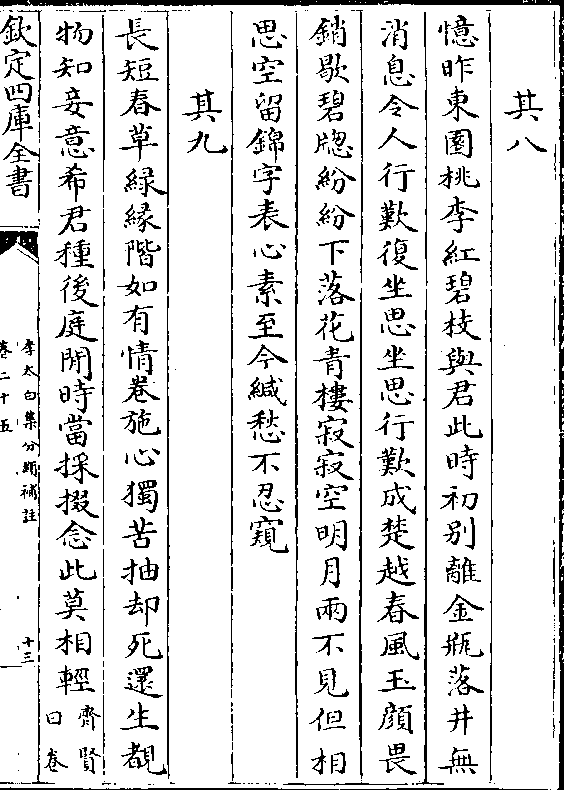 其八
憶昨東園桃李紅碧枝與君此時初别離金瓶落井無
消息令人行歎復坐思坐思行歎成楚越春風玉顔畏
銷歇碧牕紛紛下落花青樓寂寂空明月兩不見但相
思空留錦字表心素至今緘愁不忍窺
其九
長短春草緑緣階如有情卷施心獨苦抽却死還生覩
物知妾意希君種後庭閒時當採掇念此莫相輕齊賢
曰卷
欽定四庫全書
李太白集分類補註
卷二十五
十三